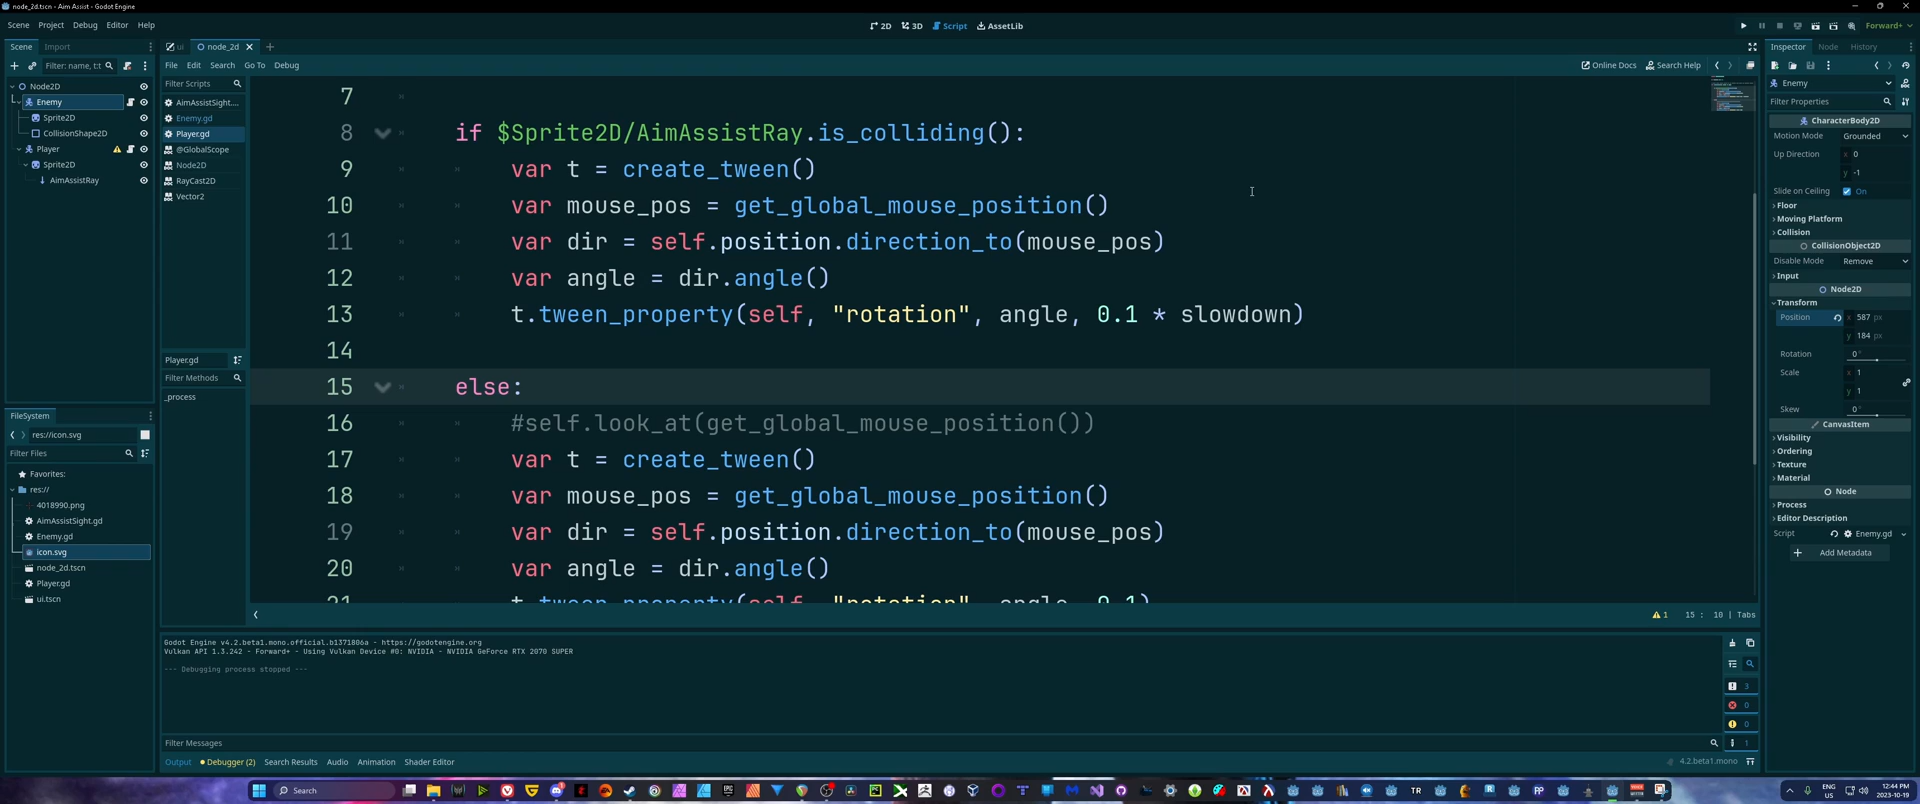 node_2d.tscn - Aim Assist - Godot Engine
Scene Project Debug Editor Help
2D 3D Script AssetLib
Forward+
Scene Import
Filter: name, t:t
Node2D
Enemy
Sprite2D
CollisionShape2D
Player
Sprite2D
AimAssistRay
FileSystem
res://icon.svg
Filter Files
Favorites:
res://
4018990.png
AimAssistSight.gd
Enemy.gd
icon.svg
node_2d.tscn
Player.gd
ui.tscn
ui node_2d
File Edit Search Go To Debug
Online Docs Search Help
Filter Scripts
AimAssistSight....
Enemy.gd
Player.gd
@GlobalScope
Node2D
RayCast2D
Vector2
Player.gd
Filter Methods
_process
7
8 if $Sprite2D/AimAssistRay.is_colliding():
9 var t = create_tween()
10 var mouse_pos = get_global_mouse_position()
11 var dir = self.position.direction_to(mouse_pos)
12 var angle = dir.angle()
13 t.tween_property(self, "rotation", angle, 0.1 * slowdown)
14
15 else:
16 #self.look_at(get_global_mouse_position())
17 var t = create_tween()
18 var mouse_pos = get_global_mouse_position()
19 var dir = self.position.direction_to(mouse_pos)
20 var angle = dir.angle()
21 t.tween_property(self, "rotation", angle, 0.1)
1 15 : 10 | Tabs
Godot Engine v4.2.beta1.mono.official.b1371806a - https://godotengine.org
Vulkan API 1.3.242 - Forward+ - Using Vulkan Device #0: NVIDIA - NVIDIA GeForce RTX 2070 SUPER
--- Debugging process stopped ---
3
0
0
1
Filter Messages
Output Debugger (2) Search Results Audio Animation Shader Editor
4.2.beta1.mono
Inspector Node History
Enemy
Filter Properties
CharacterBody2D
Motion Mode Grounded
Up Direction x 0
y -1
Slide on Ceiling On
Floor
Moving Platform
Collision
CollisionObject2D
Disable Mode Remove
Input
Node2D
Transform
Position x 587 px
y 184 px
Rotation 0 °
Scale x 1
y 1
Skew 0 °
CanvasItem
Visibility
Ordering
Texture
Material
Node
Process
Editor Description
Script Enemy.gd
Add Metadata
Search
ENG
US
12:44 PM
2023-10-19